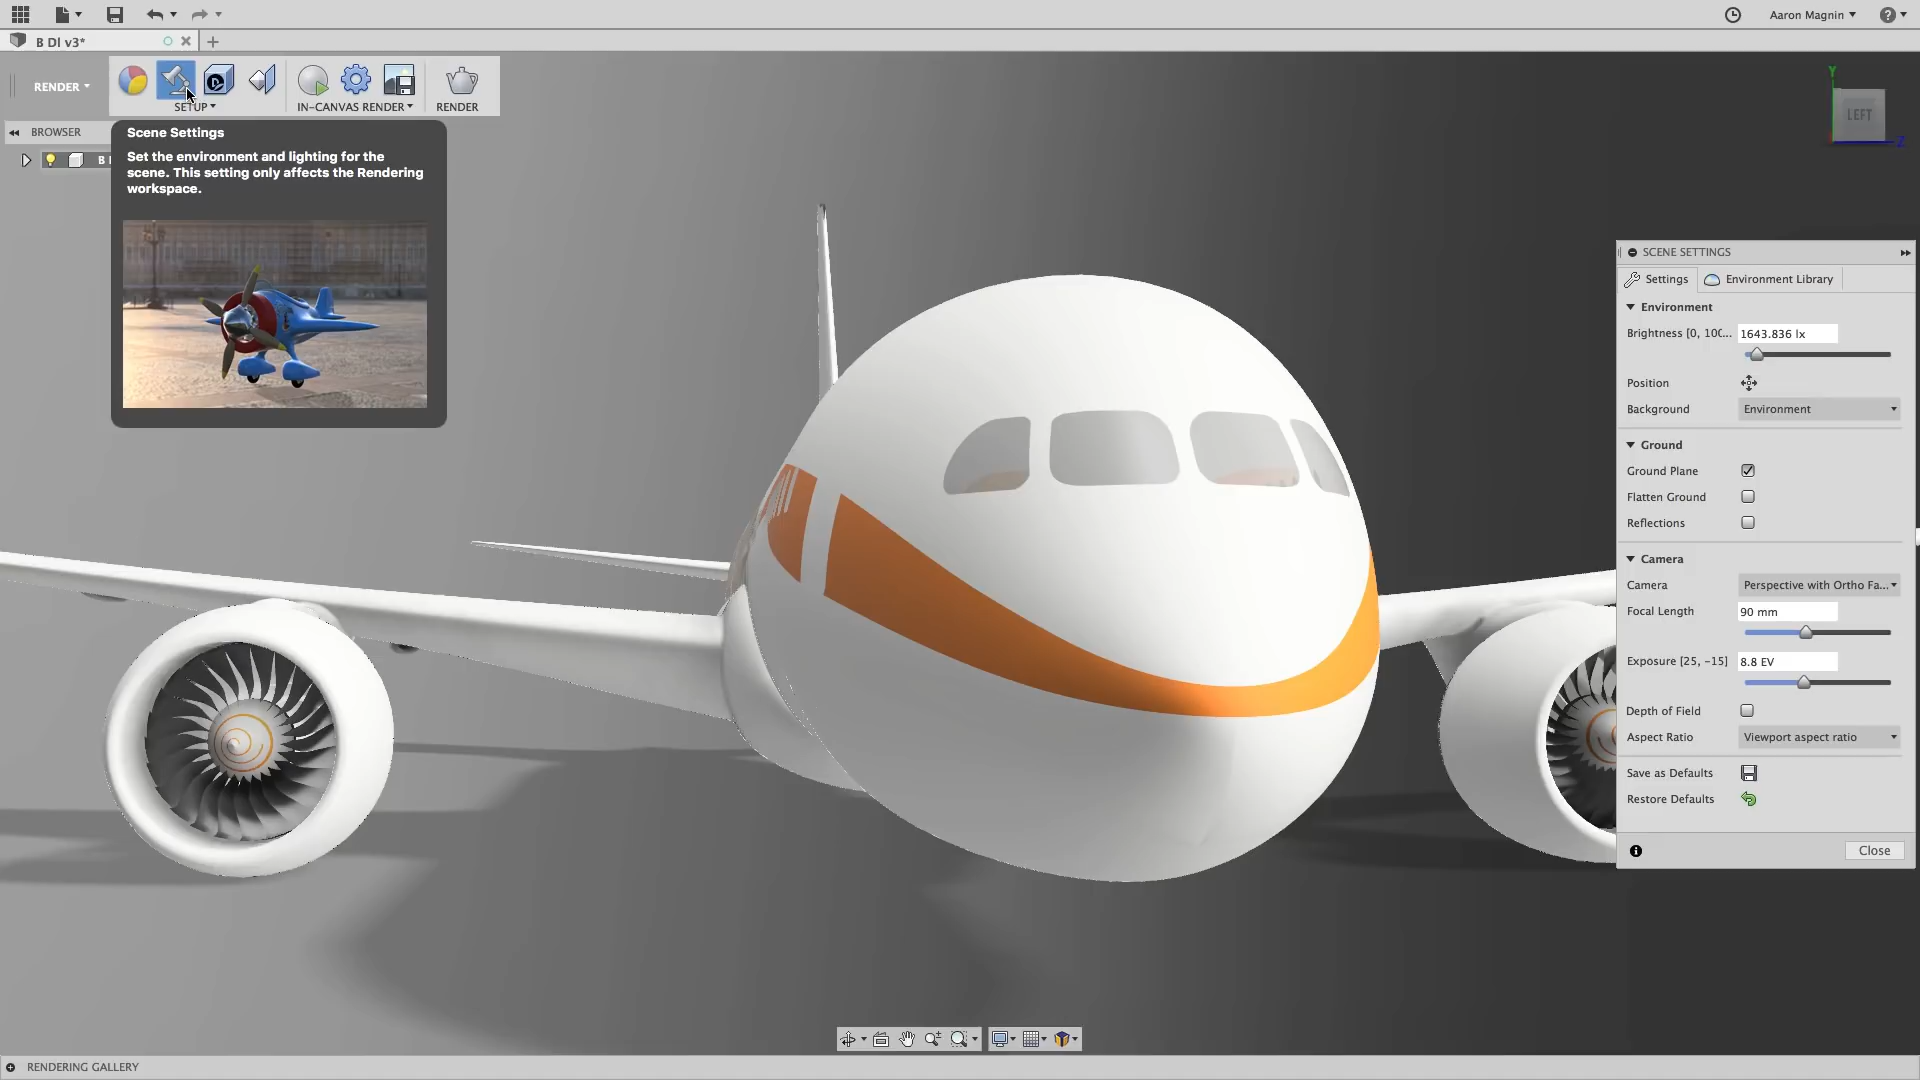 Aaron Magnin
?
B Dl v3*
RENDER
SETUP
IN-CANVAS RENDER
RENDER
BROWSER
B
Scene Settings
Set the environment and lighting for the
scene. This setting only affects the Rendering
workspace.
Y
LEFT
Z
SCENE SETTINGS
Settings
Environment Library
Environment
Brightness [0, 100...
1643.836 lx
Position
Background
Environment
Ground
Ground Plane
Flatten Ground
Reflections
Camera
Camera
Perspective with Ortho Fa...
Focal Length
90 mm
Exposure [25, -15]
8.8 EV
Depth of Field
Aspect Ratio
Viewport aspect ratio
Save as Defaults
Restore Defaults
Close
RENDERING GALLERY